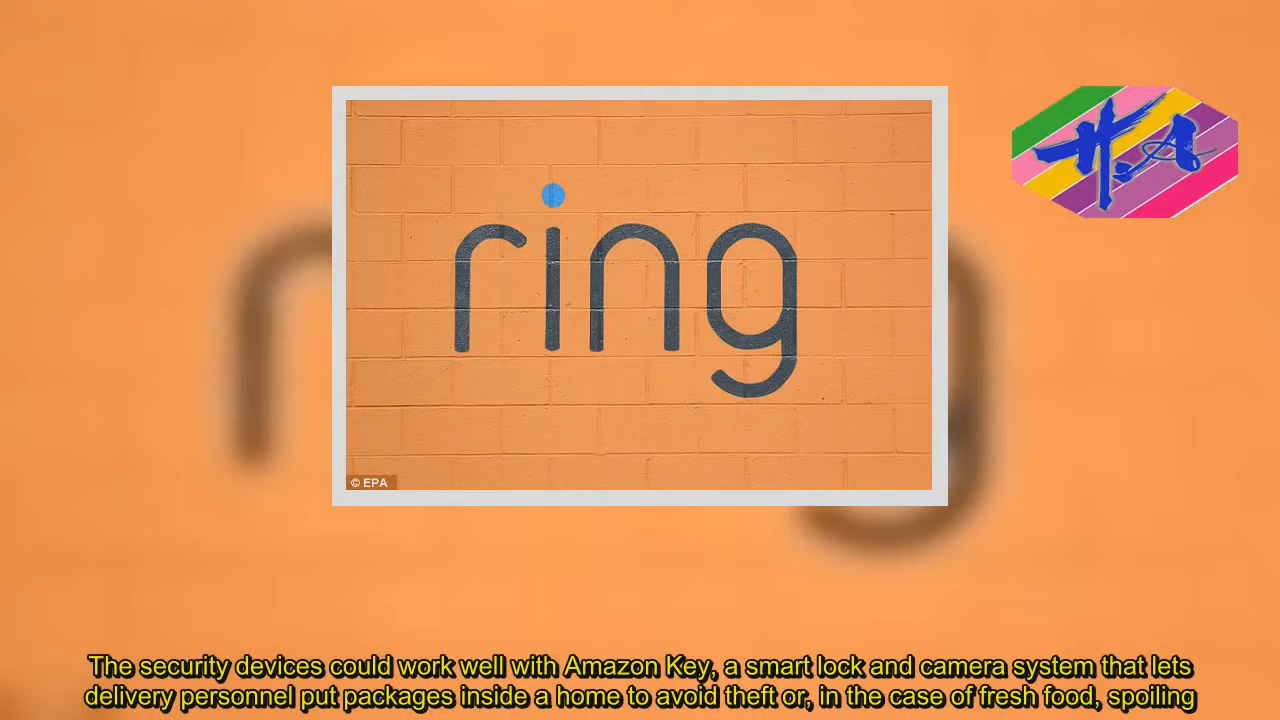 ring
H.A
© EPA
The security devices could work well with Amazon Key, a smart lock and camera system that lets
delivery personnel put packages inside a home to avoid theft or, in the case of fresh food, spoiling